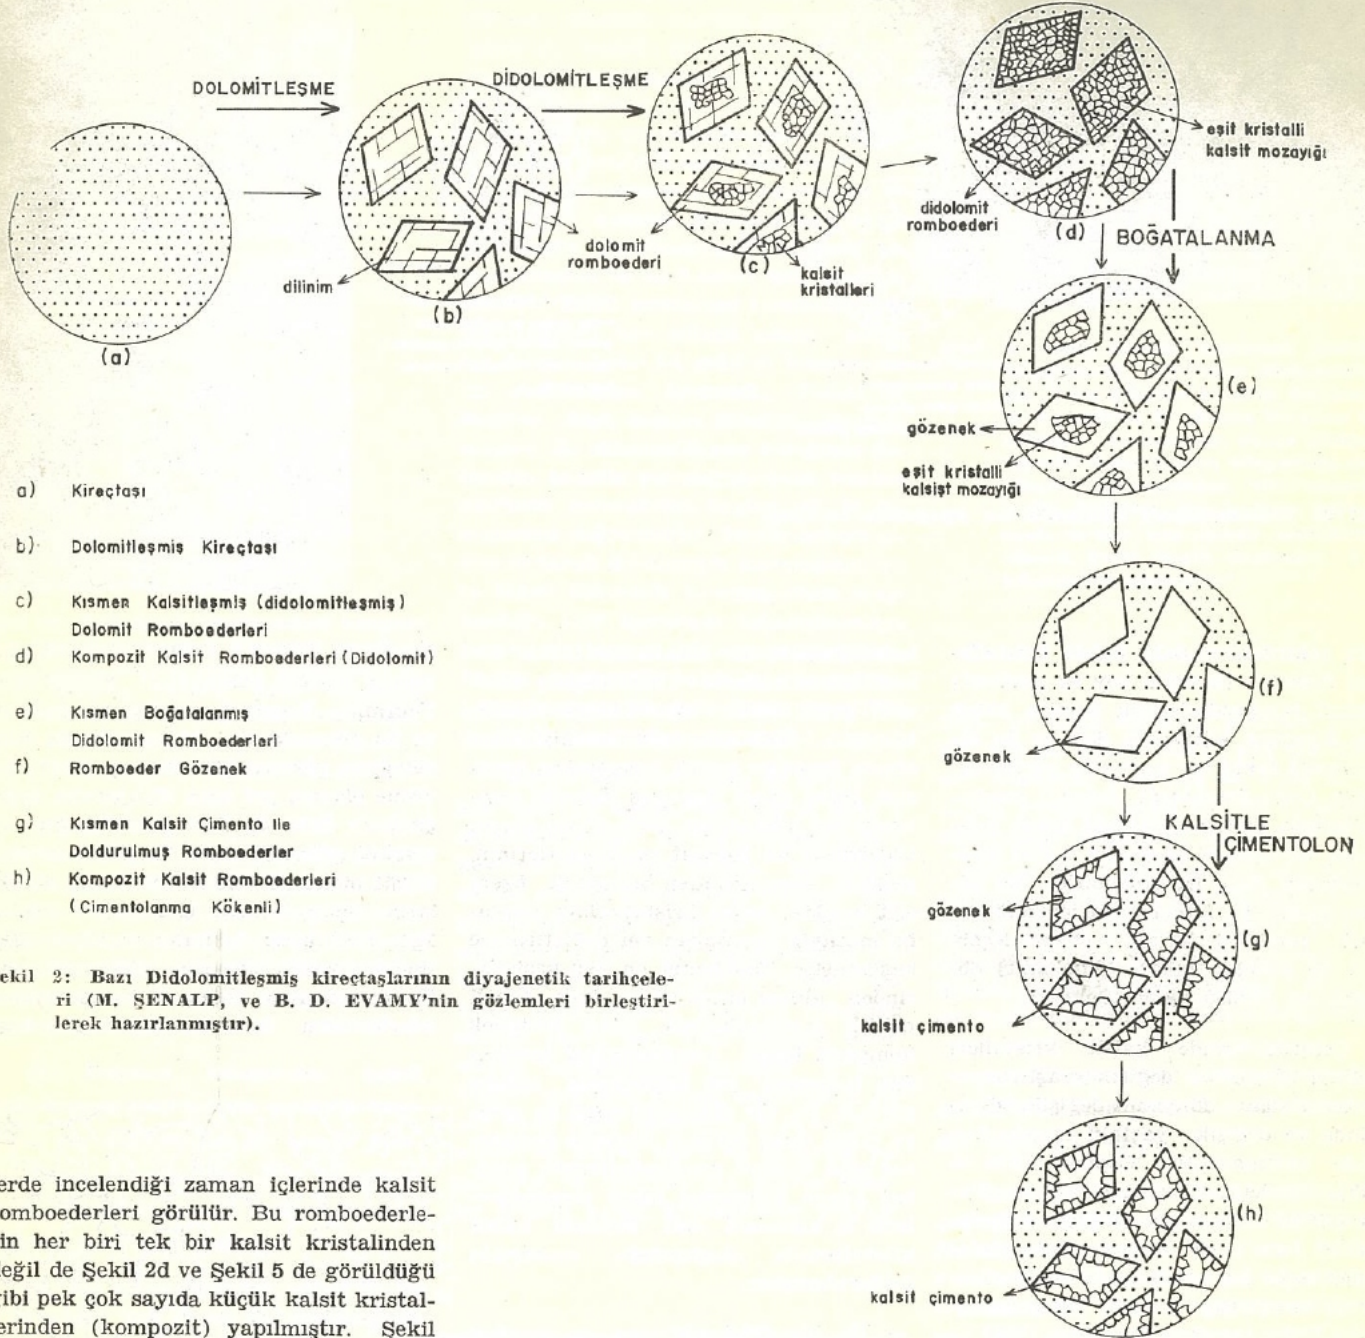 DOLOMİTLEŞME
DİDOLOMİTLEŞME
eşit kristalli
kalsit mozayığı
didolomit
romboederi
(d)
BOĞATALANMA
dolomit
romboederi
(c)
kalsit
kristalleri
dilinim
(b)
(a)
(e)
gözenek
eşit kristalli
kalsişt mozayığı
a) Kireçtaşı
b) Dolomitleşmiş Kireçtaşı
c) Kısmen Kalsitleşmiş (didolomitleşmiş)
Dolomit Romboederleri
d) Kompozit Kalsit Romboederleri (Didolomit)
e) Kısmen Boğatalanmış
Didolomit Romboederleri
f) Romboeder Gözenek
g) Kısmen Kalsit Çimento Ile
Doldurulmuş Romboederler
h) Kompozit Kalsit Romboederleri
(Cimentolanma Kökenli)
(f)
gözenek
KALSİTLE
ÇİMENTOLON
gözenek
(g)
kalsit çimento
(h)
kalsit çimento
ekil 2: Bazı Didolomitleşmiş kirectaşlarının diyajenetik tarihçele-
ri (M. ŞENALP, ve B. D. EVAMY'nin gözlemleri birleştiri-
lerek hazırlanmıştır).
erde incelendiği zaman içlerinde kalsit
omboederleri görülür. Bu romboederle-
in her biri tek bir kalsit kristalinden
eğil de Şekil 2d ve Şekil 5 de görüldüğü
ibi pek çok sayıda küçük kalsit kristal-
erinden (kompozit) yapılmıştır. Şekil